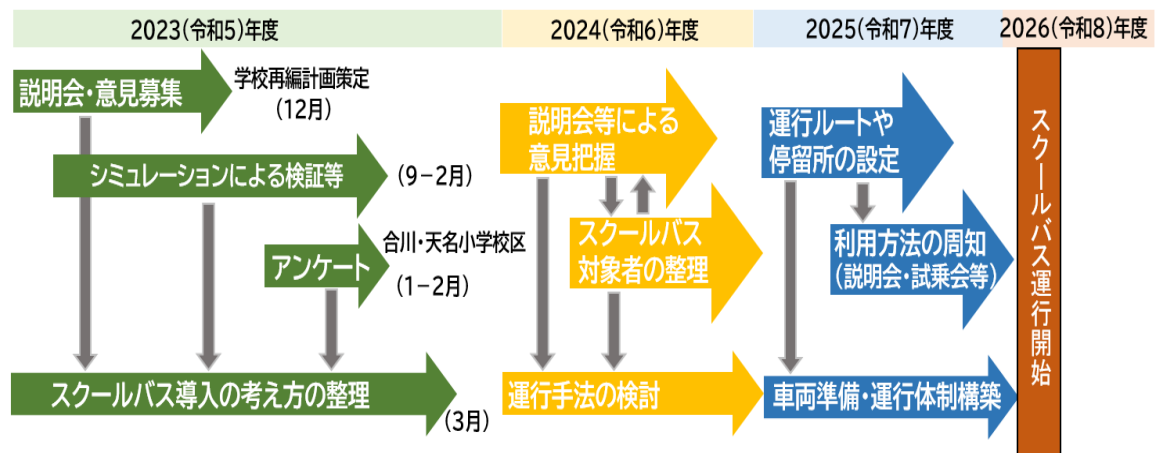 2023(令和5)年度
2024(令和6)年度
2025(令和7)年度
2026(令和8)年度
説明会・意見募集
学校再編計画策定
(12月)
シミュレーションによる検証等
(9－2月)
アンケート
合川・天名小学校区
(1－2月)
スクールバス導入の考え方の整理
(3月)
説明会等による
意見把握
スクールバス
対象者の整理
運行手法の検討
運行ルートや
停留所の設定
利用方法の周知
(説明会・試乗会等)
車両準備・運行体制構築
スクールバス運行開始